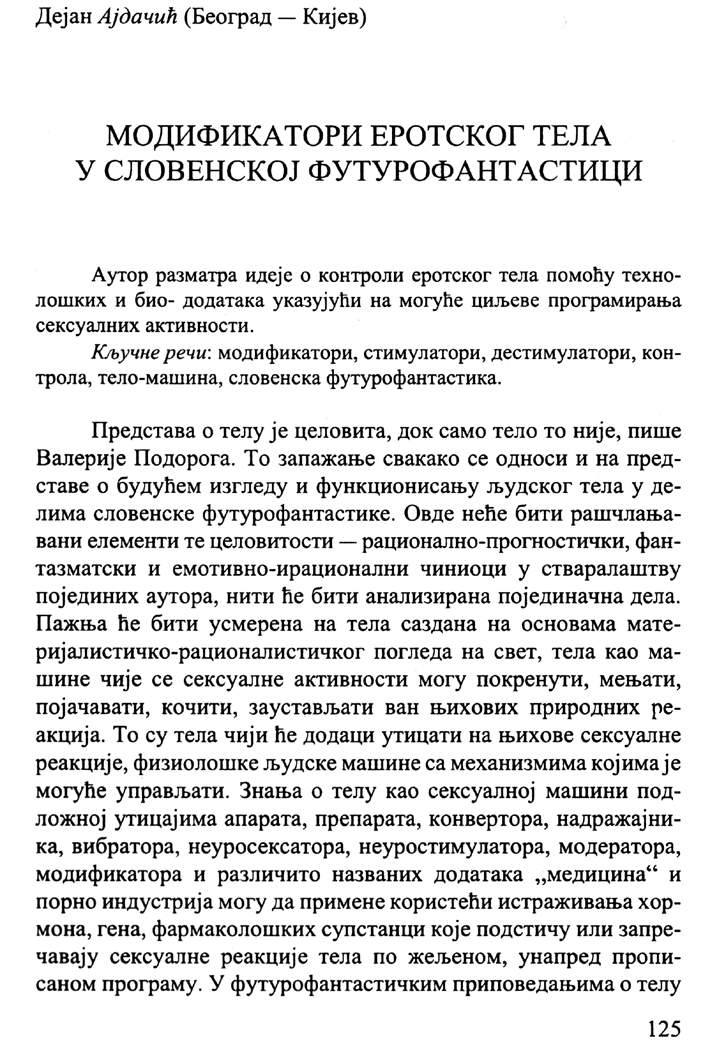 Дејан Ајдачић (Београд — Кијев)
МОДИФИКАТОРИ ЕРОТСКОГ ТЕЛА
У СЛОВЕНСКОЈ ФУТУРОФАНТАСТИЦИ
Аутор разматра идеје о контроли еротског тела помоћу техно-
лошких и био- додатака указујући на могуће циљеве програмирања
сексуалних активности.
Кључне речи: модификатори, стимулатори, дестимулатори, кон-
трола, тело-машина, словенска футурофантастика.
Представа о телу је целовита, док само тело то није, пише
Валерије Подорога. То запажање свакако се односи и на пред-
ставе о будућем изгледу и функционисању људског тела у де-
лима словенске футурофантастике. Овде неће бити рашчлања-
вани елементи те целовитости — рационално-прогностички, фан-
тазматски и емотивно-ирационални чиниоци у стваралаштву
појединих аутора, нити ће бити анализирана појединачна дела.
Пажња ће бити усмерена на тела саздана на основама мате-
ријалистичко-рационалистичког погледа на свет, тела као ма-
шине чије се сексуалне активности могу покренути, мењати,
појачавати, кочити, заустављати ван њихових природних ре-
акција. То су тела чији ће додаци утицати на њихове сексуалне
реакције, физиолошке људске машине са механизмима којима је
могуће управљати. Знања о телу као сексуалној машини под-
ложној утицајима апарата, препарата, конвертора, надражајни-
ка, вибратора, неуросексатора, неуростимулатора, модератора,
модификатора и различито названих додатака „медицина“ и
порно индустрија могу да примене користећи истраживања хор-
мона, гена, фармаколошких супстанци које подстичу или запре-
чавају сексуалне реакције тела по жељеном, унапред пропи-
саном програму. У футурофантастичким приповедањима о телу
125